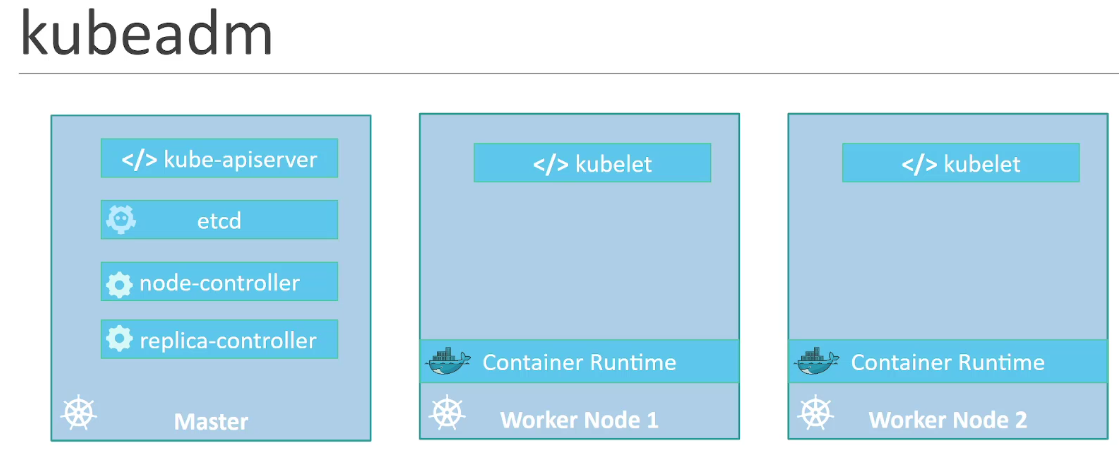 kubeadm
</> kube-apiserver
etcd
node-controller
replica-controller
Master
</> kubelet
Container Runtime
Worker Node 1
</> kubelet
Container Runtime
Worker Node 2